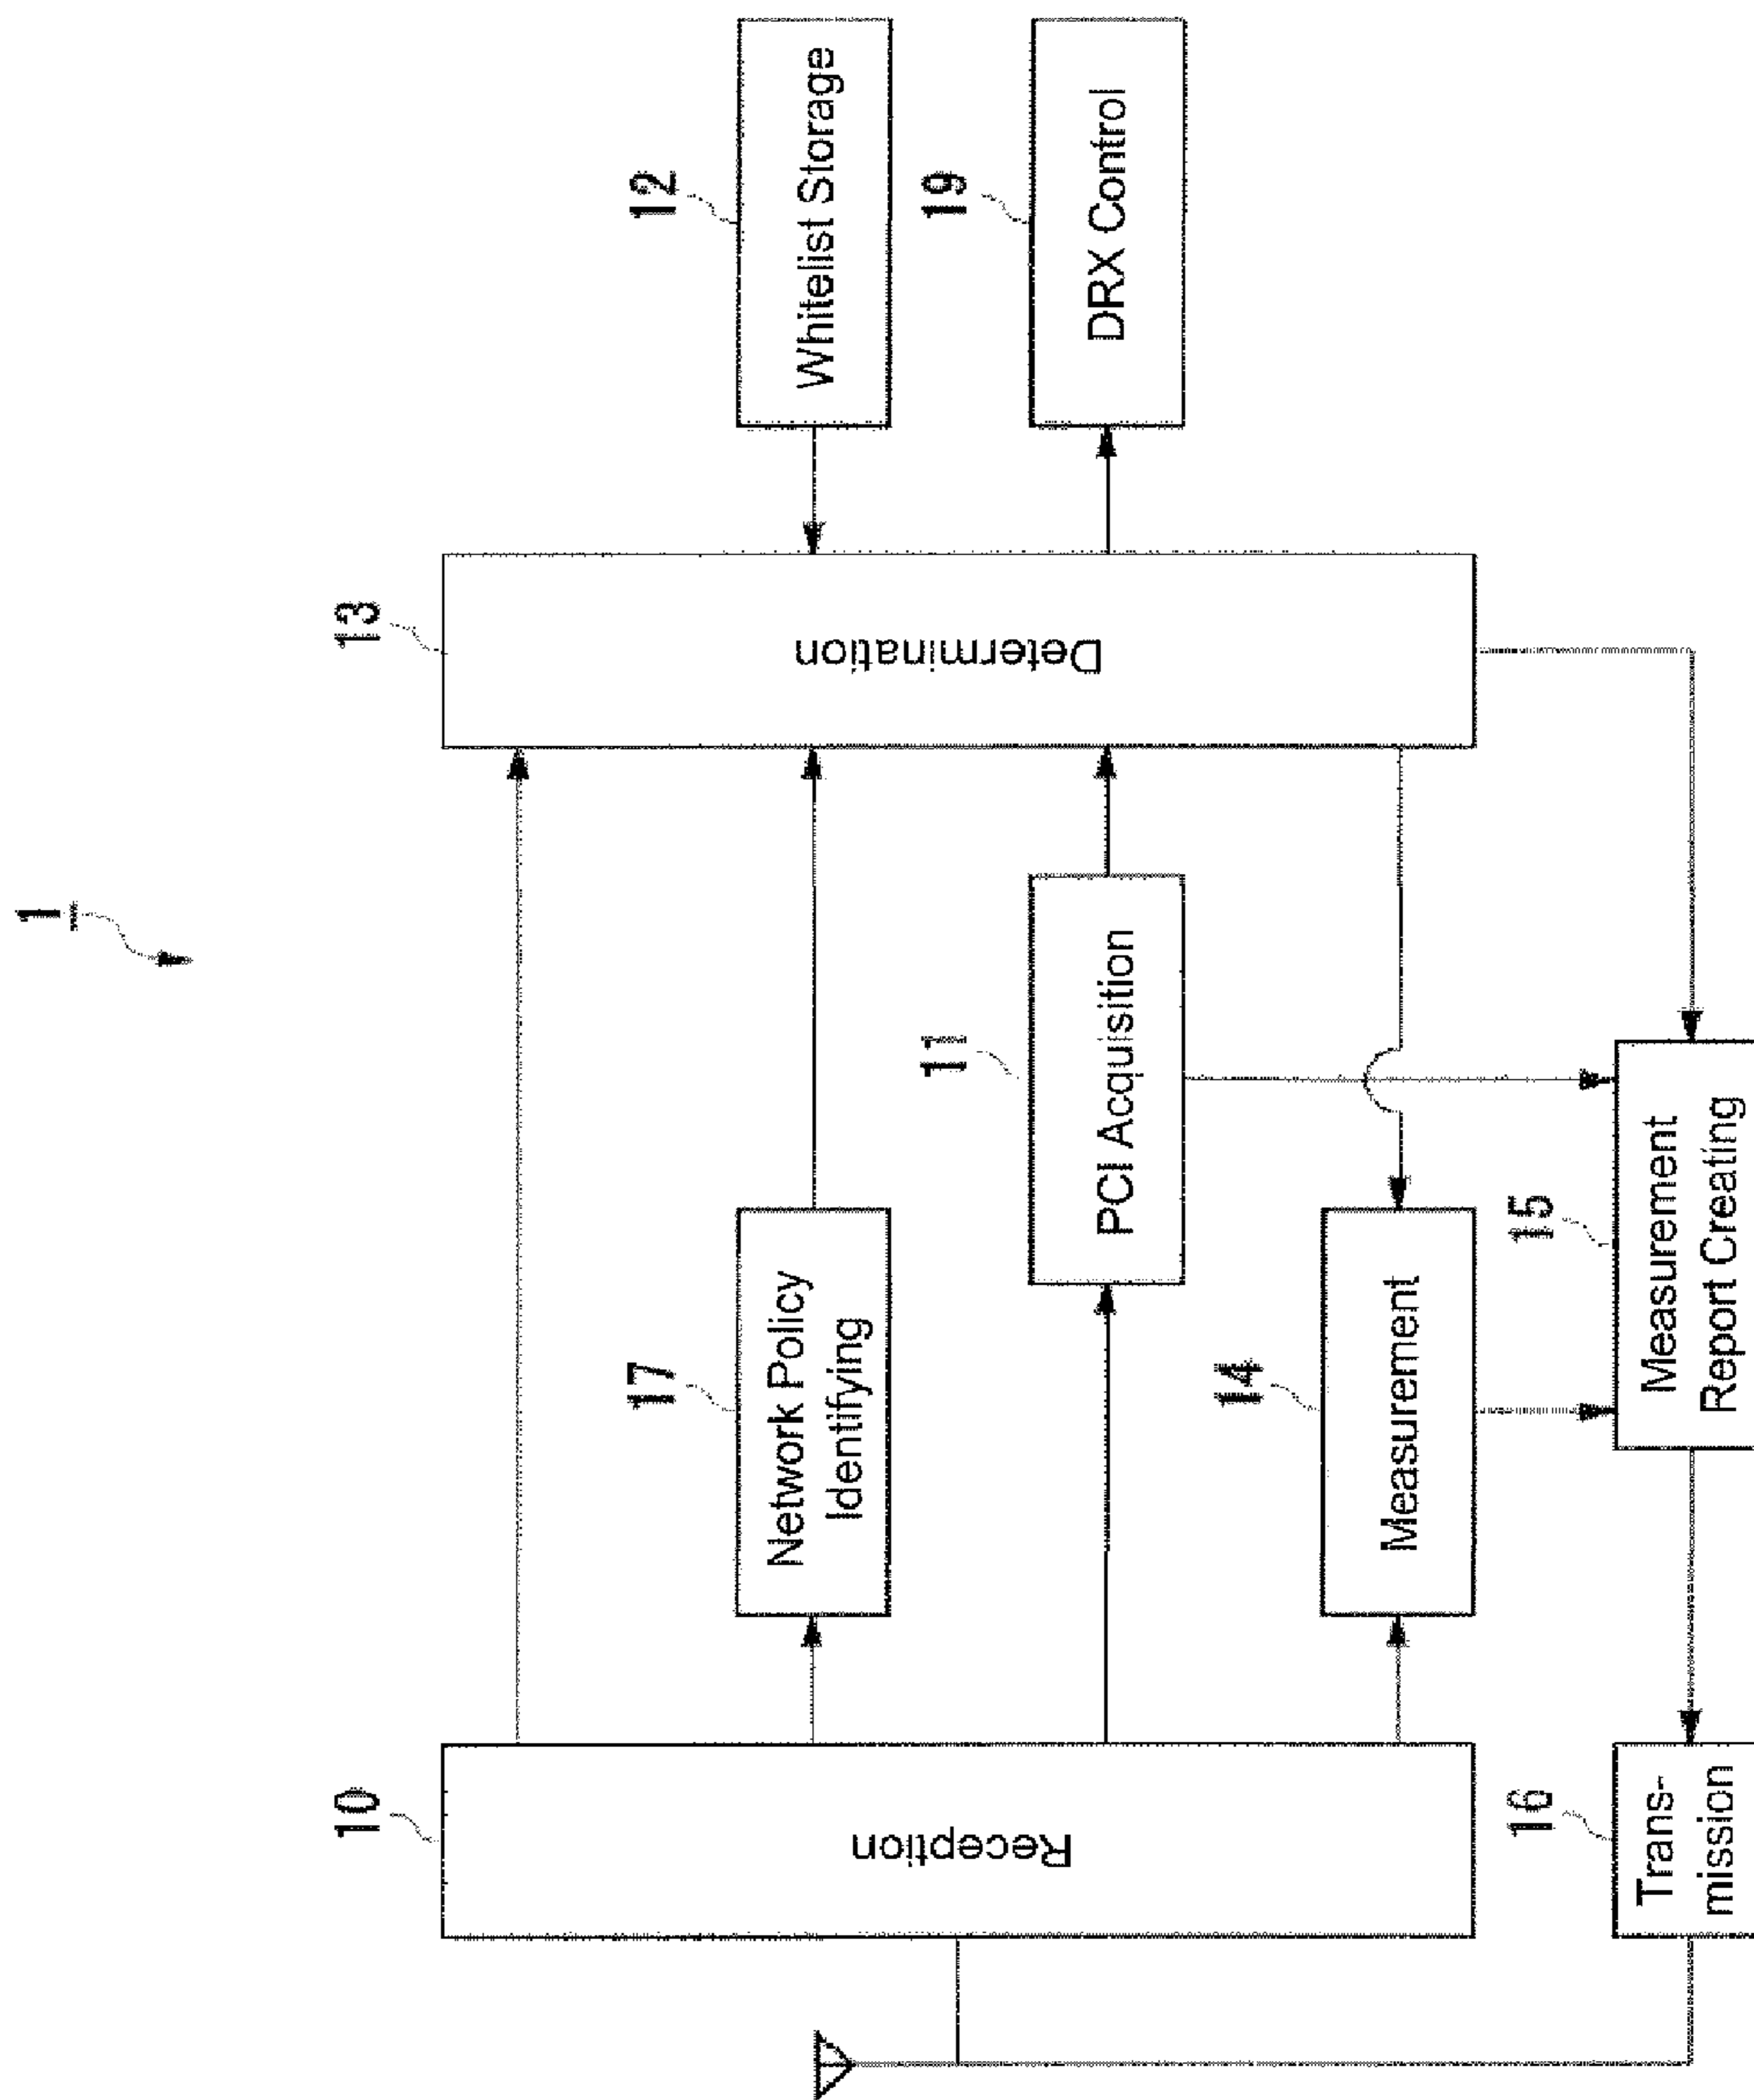 1
10
Reception
17
Network Policy
Identifying
11
PCI Acquisition
14
Measurement
13
Determination
12
Whitelist Storage
19
DRX Control
15
Measurement
Report Creating
16
Trans-
mission